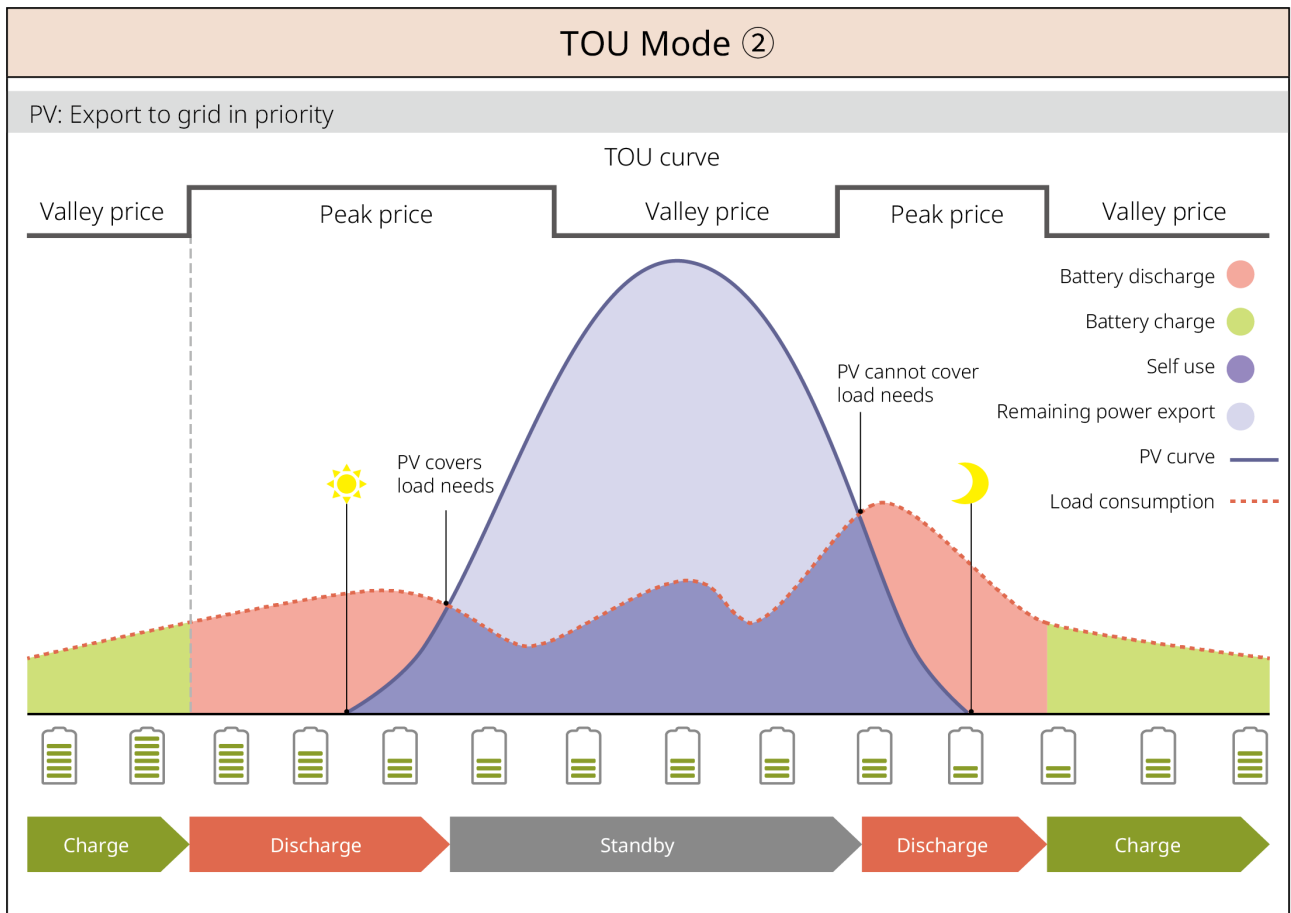 TOU Mode ②
PV: Export to grid in priority
TOU curve
Valley price
Peak price
Valley price
Peak price
Valley price
Battery discharge
Battery charge
Self use
Remaining power export
PV curve
Load consumption
PV covers
load needs
PV cannot cover
load needs
Charge
Discharge
Standby
Discharge
Charge